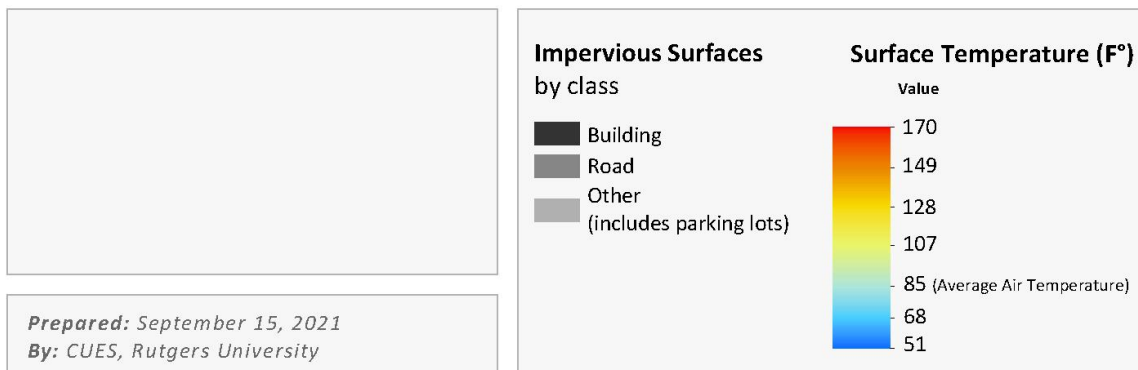 Impervious Surfaces
by class
Building
Road
Other
(includes parking lots)
Surface Temperature (F°)
Value
170
149
128
107
85 (Average Air Temperature)
68
51
Prepared: September 15, 2021
By: CUES, Rutgers University